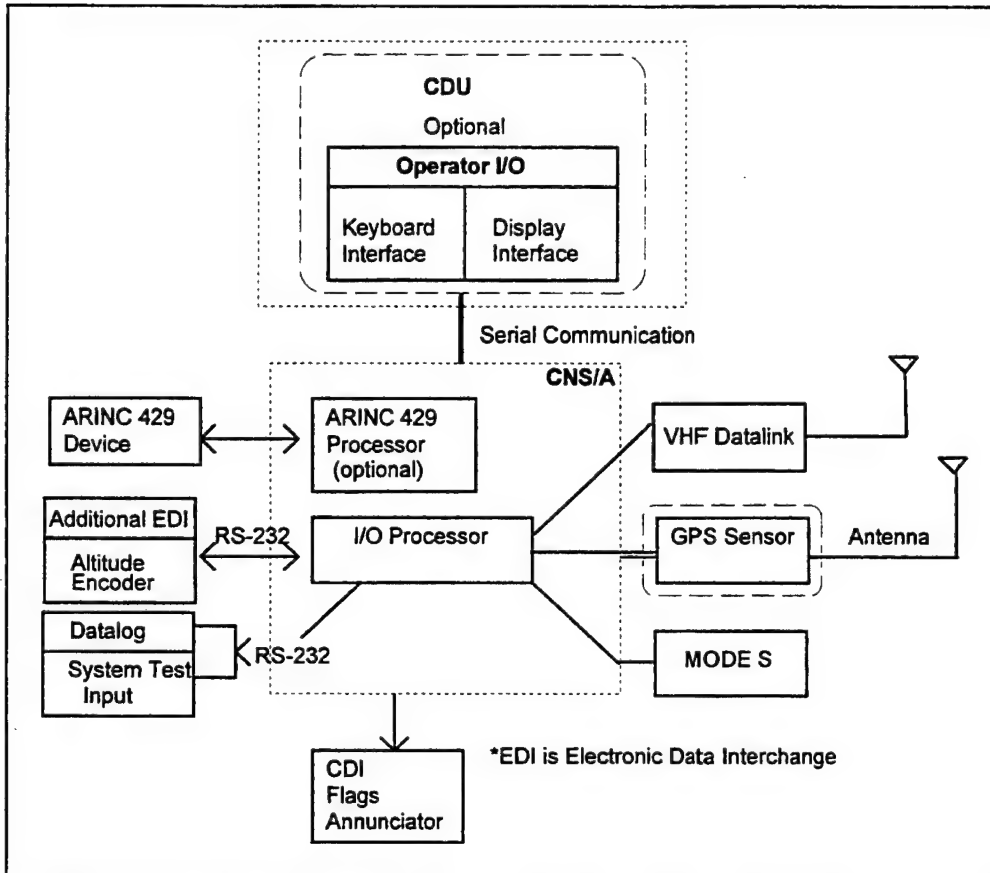 CDU
Optional
Operator I/O
Keyboard
Interface
Display
Interface
Serial Communication
CNS/A
ARINC 429
Device
ARINC 429
Processor
(optional)
VHF Datalink
Additional EDI
Altitude
Encoder
RS-232
I/O Processor
GPS Sensor
Antenna
Datalog
System Test
Input
RS-232
MODE S
CDI
Flags
Annunciator
*EDI is Electronic Data Interchange